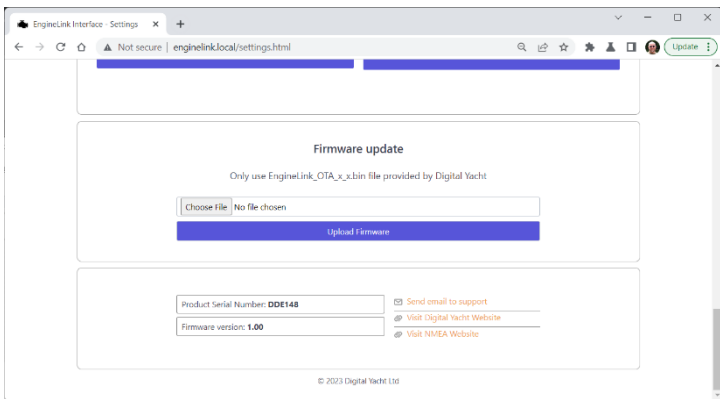 EngineLink Interface - Settings
Not secure | enginelink.local/settings.html
Update
Firmware update
Only use EngineLink_OTA_x_x.bin file provided by Digital Yacht
Choose File No file chosen
Upload Firmware
Product Serial Number: DDE148
Send email to support
Visit Digital Yacht Website
Firmware version: 1.00
Visit NMEA Website
© 2023 Digital Yacht Ltd